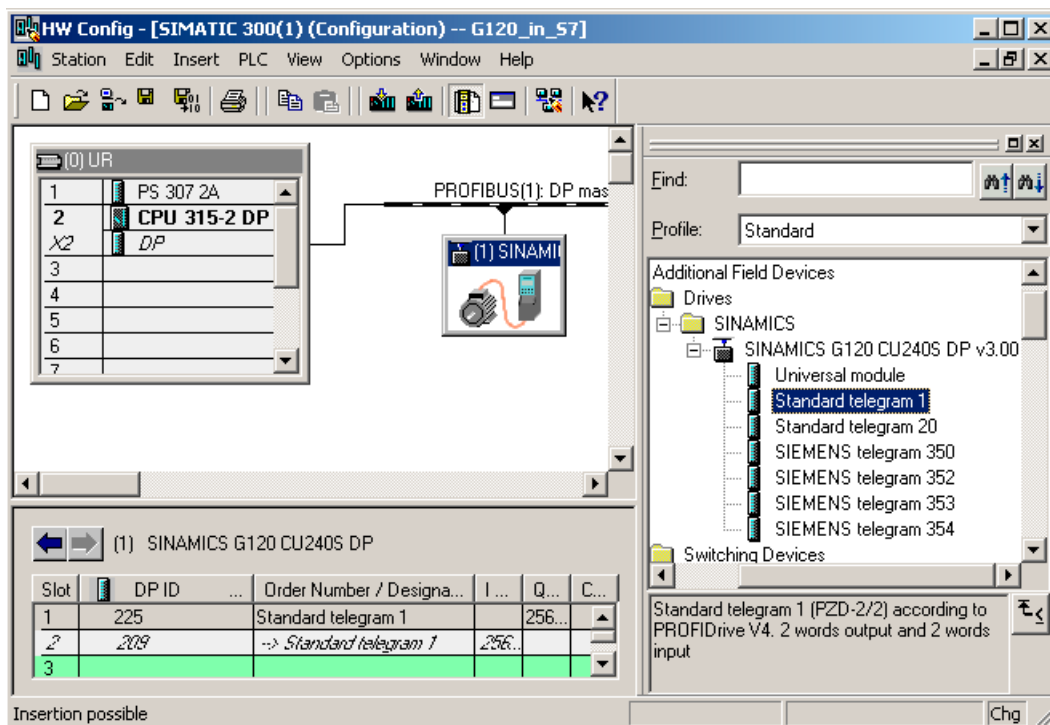 HW Config - [SIMATIC 300(1) (Configuration) -- G120_in_S7]
Station Edit Insert PLC View Options Window Help
(0) UR
1 PS 307 2A
2 CPU 315-2 DP
X2 DP
3
4
5
6
7
PROFIBUS(1): DP mas
(1) SINAMI
Find:
Profile: Standard
Additional Field Devices
Drives
SINAMICS
SINAMICS G120 CU240S DP v3.00
Universal module
Standard telegram 1
Standard telegram 20
SIEMENS telegram 350
SIEMENS telegram 352
SIEMENS telegram 353
SIEMENS telegram 354
Switching Devices
(1) SINAMICS G120 CU240S DP
Slot DP ID ... Order Number / Designa... I ... Q... C...
1 225 Standard telegram 1 256...
2 209 --> Standard telegram 1 256...
3
Standard telegram 1 (PZD-2/2) according to
PROFIDrive V4. 2 words output and 2 words
input
Insertion possible
Chg